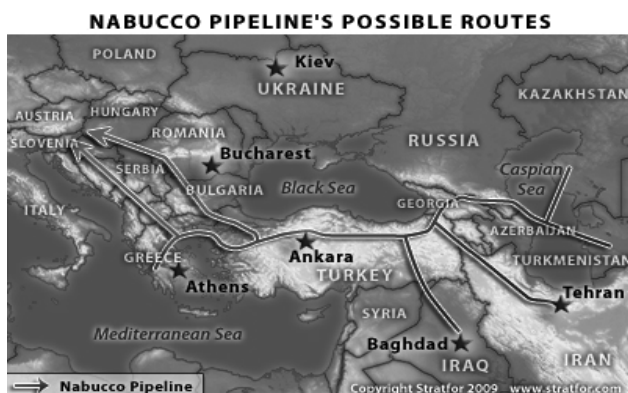 NABUCCO PIPELINE'S POSSIBLE ROUTES
POLAND
Kiev
UKRAINE
KAZAKHSTAN
AUSTRIA
HUNGARY
SLOVENIA
ROMANIA
RUSSIA
Bucharest
SERBIA
Caspian
Sea
BULGARIA
Black Sea
ITALY
GEORGIA
AZERBADAN
GREECE
Ankara
TURKMENISTAN
TURKEY
Athens
Tehran
SYRIA
Mediterranean Sea
Baghdad
IRAQ
IRAN
Nabucco Pipeline
Copyright Stratfor 2009 www.stratfor.com